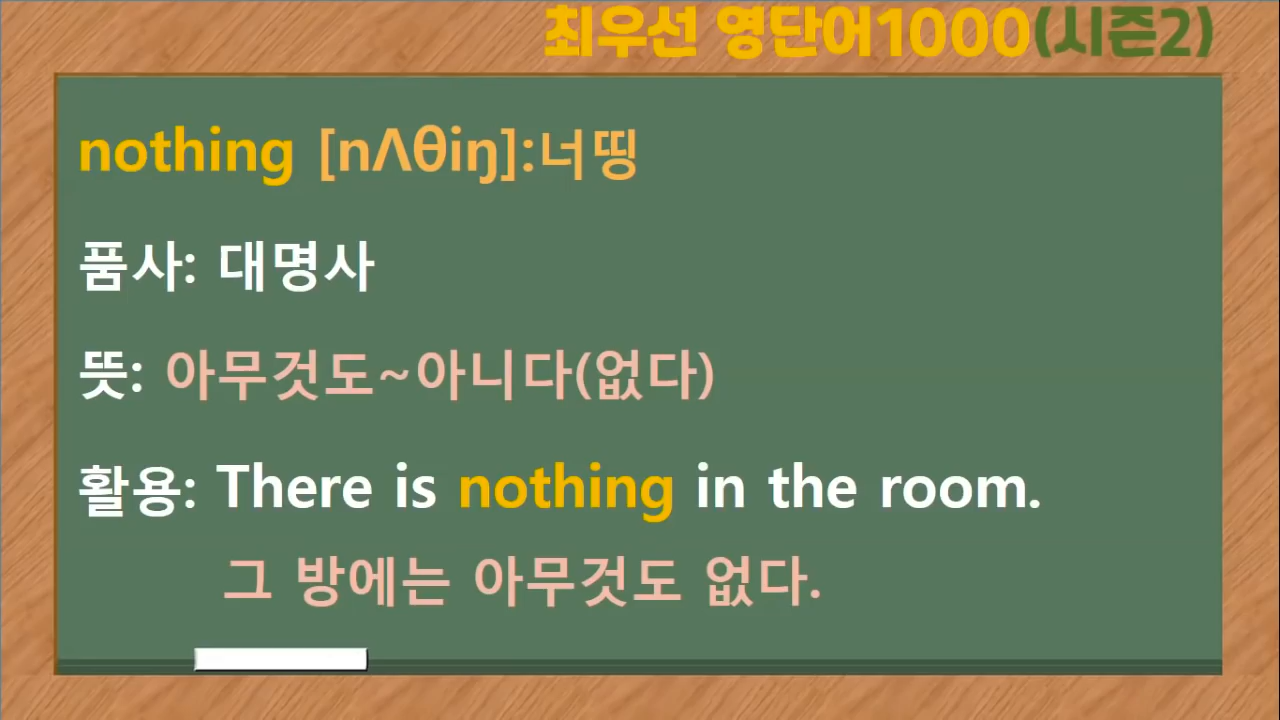 최우선 영단어1000(시즌2)
nothing [nΛθiŋ]:너띵
품사: 대명사
뜻: 아무것도~아니다(없다)
활용: There is nothing in the room.
그 방에는 아무것도 없다.